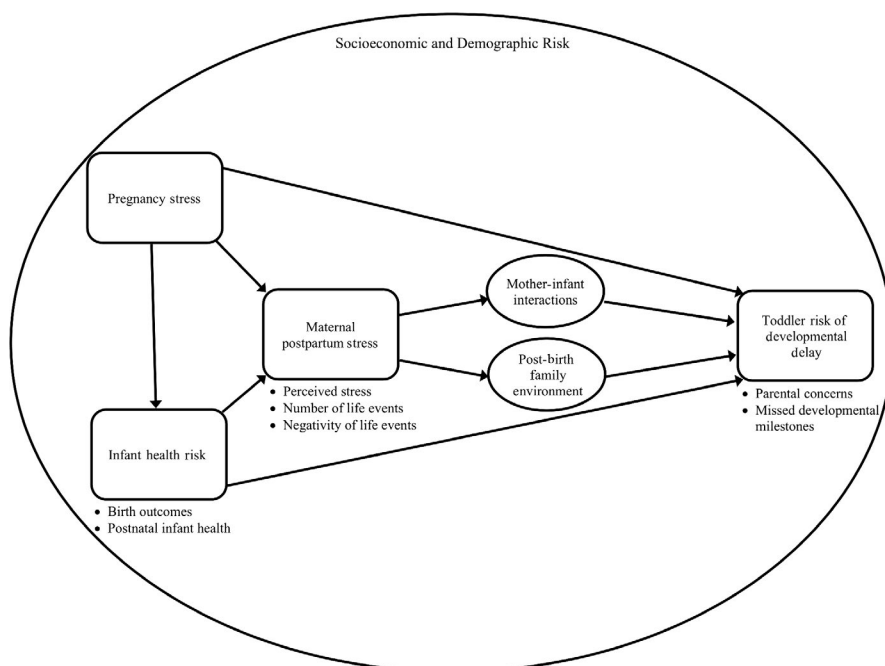 Socioeconomic and Demographic Risk
Pregnancy stress
Mother-infant
interactions
Maternal
postpartum stress
Toddler risk of
developmental
delay
Post-birth
family
environment
• Perceived stress
• Number of life events
• Negativity of life events
• Parental concerns
• Missed developmental
milestones
Infant health risk
• Birth outcomes
• Postnatal infant health